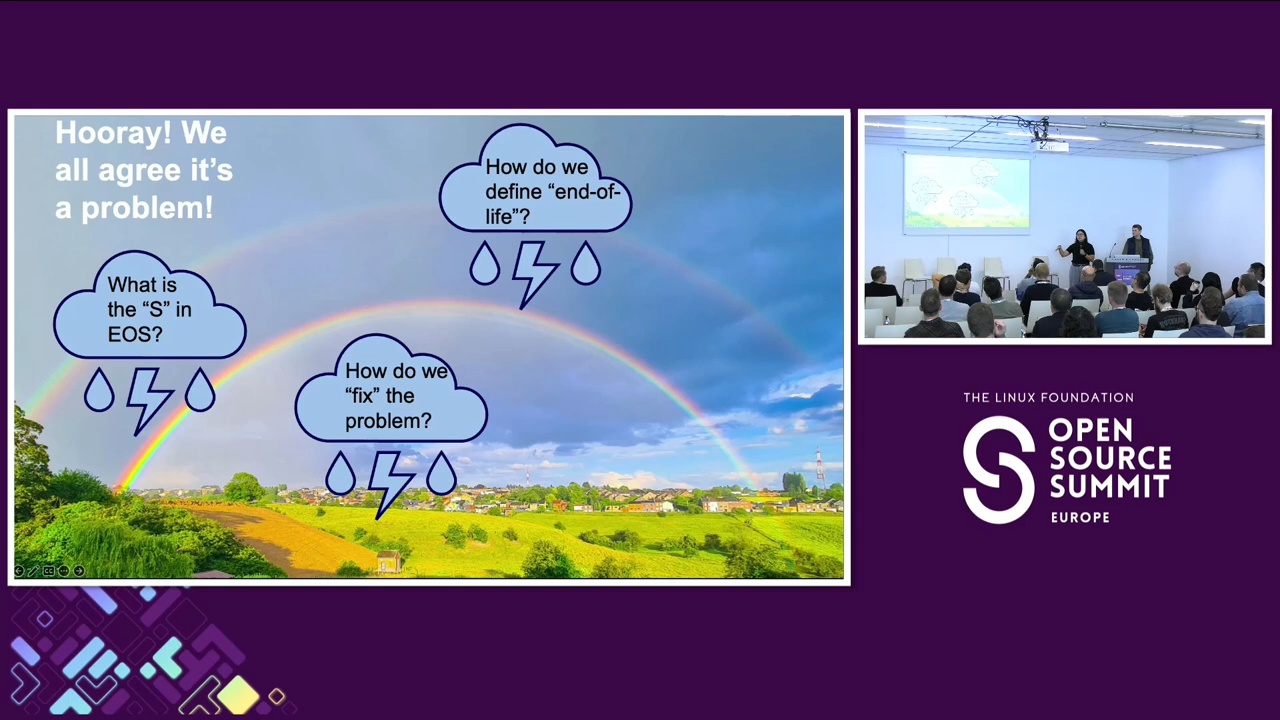 Hooray! We
all agree it’s
a problem!
How do we
define “end-of-
life”?
What is
the “S” in
EOS?
How do we
“fix” the
problem?
THE LINUX FOUNDATION
OPEN
SOURCE
SUMMIT
EUROPE